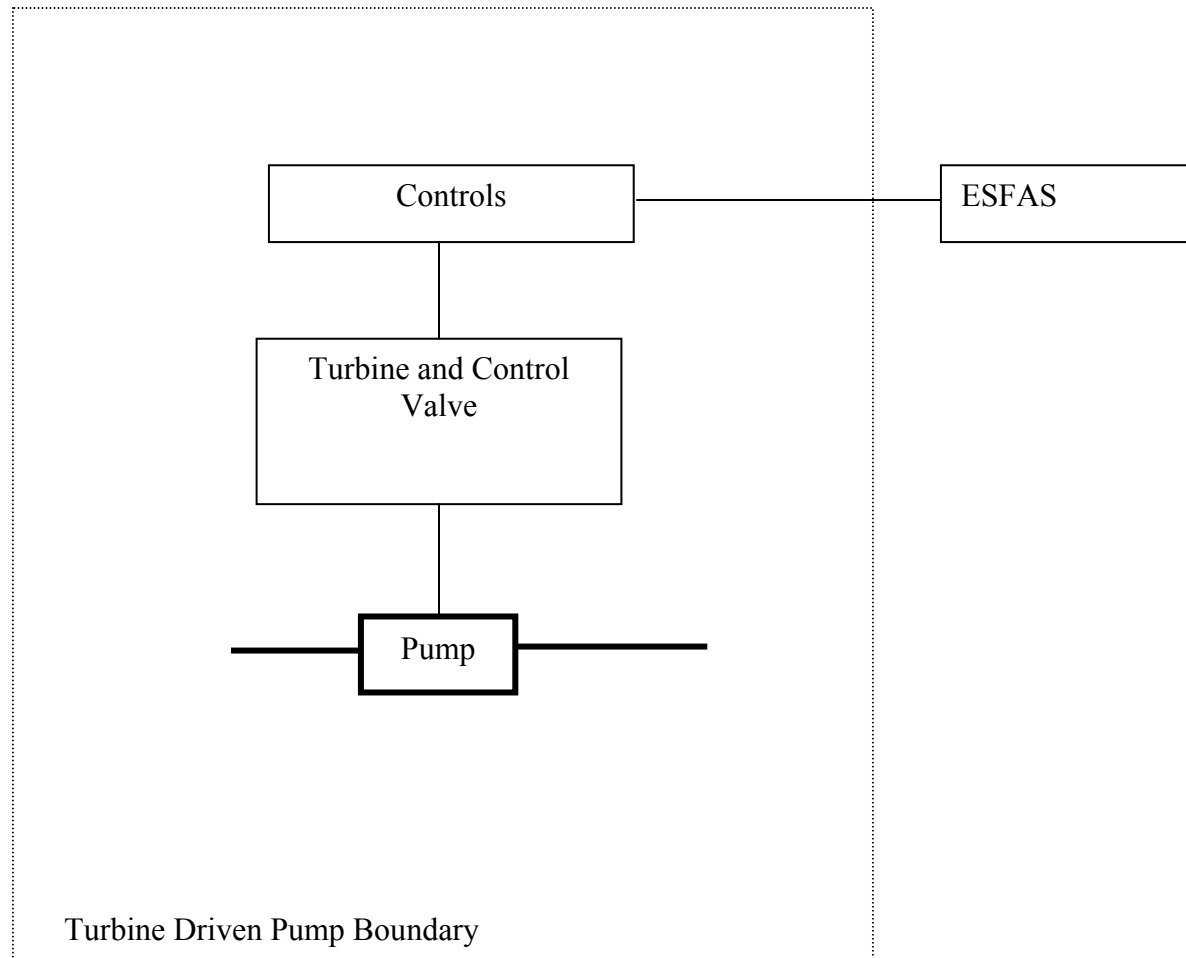 Controls
ESFAS
Turbine and Control
Valve
Pump
Turbine Driven Pump Boundary